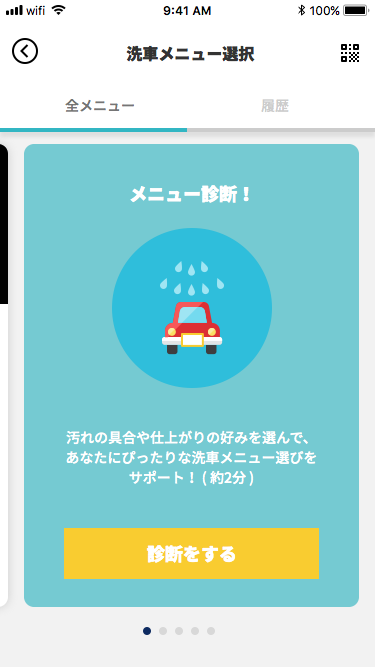 wifi
9:41 AM
100%
洗車メニュー選択
全メニュー
履歴
メニュー診断！
汚れの具合や仕上がりの好みを選んで、
あなたにぴったりな洗車メニュー選びを
サポート！ ( 約2分 )
診断をする